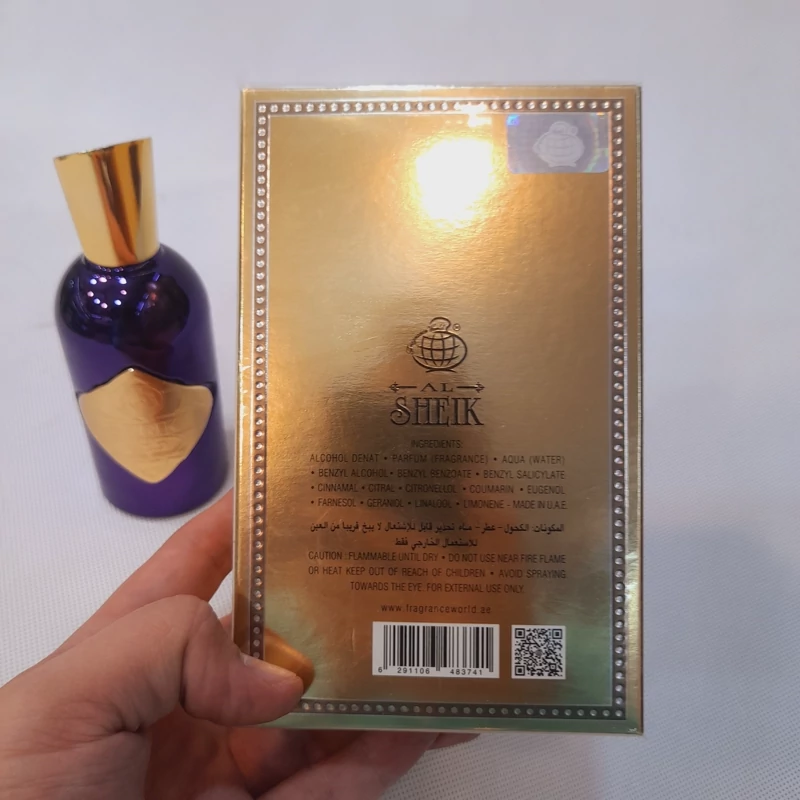 AL
SHEIK
INGREDIENTS:
ALCOHOL DENAT • PARFUM (FRAGRANCE) • AQUA (WATER)
• BENZYL ALCOHOL • BENZYL BENZOATE • BENZYL SALICYLATE
• CINNAMAL • CITRAL • CITRONELLOL • COUMARIN • EUGENOL
• FARNESOL • GERANIOL • LINALOOL • LIMONENE - MADE IN U.A.E
المكونات: الكحول - عطر - مياه تحذير قابل للاشتعال لا يبخ قريبا من العين
للاستعمال الخارجي فقط
CAUTION : FLAMMABLE UNTIL DRY • DO NOT USE NEAR FIRE FLAME
OR HEAT KEEP OUT OF REACH OF CHILDREN • AVOID SPRAYING
TOWARDS THE EYE. FOR EXTERNAL USE ONLY
www.fragranceworld.ae
6 291106 483741